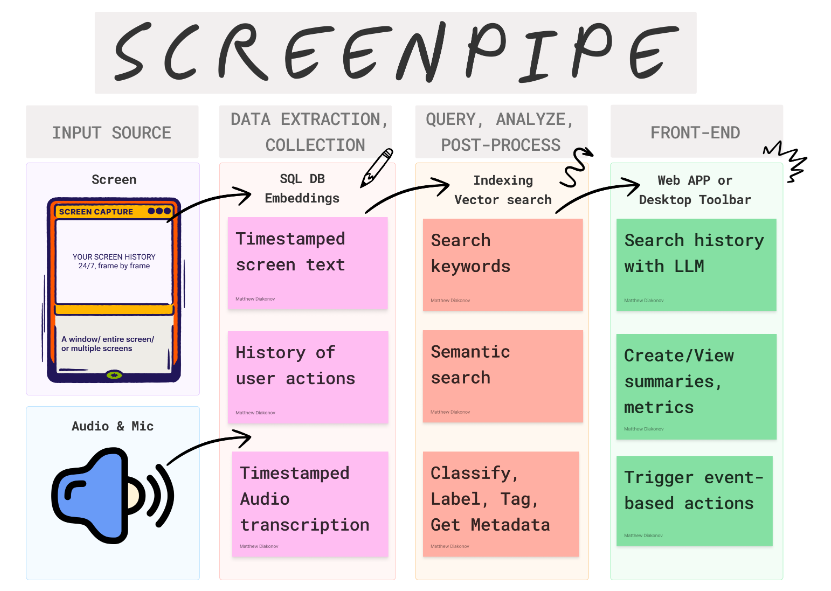 SCREENPIPE
INPUT SOURCE
Screen
SCREEN CAPTURE
YOUR SCREEN HISTORY
24/7, frame by frame
A window/ entire screen/
or multiple screens
Audio & Mic
DATA EXTRACTION,
COLLECTION
SQL DB
Embeddings
Timestamped
screen text
Matthew Diakonov
History of
user actions
Matthew Diakonov
Timestamped
Audio
transcription
Matthew Diakonov
QUERY, ANALYZE,
POST-PROCESS
Indexing
Vector search
Search
keywords
Matthew Diakonov
Semantic
search
Matthew Diakonov
Classify,
Label, Tag,
Get Metadata
Matthew Diakonov
FRONT-END
Web APP or
Desktop Toolbar
Search history
with LLM
Matthew Diakonov
Create/View
summaries,
metrics
Matthew Diakonov
Trigger event-
based actions
Matthew Diakonov